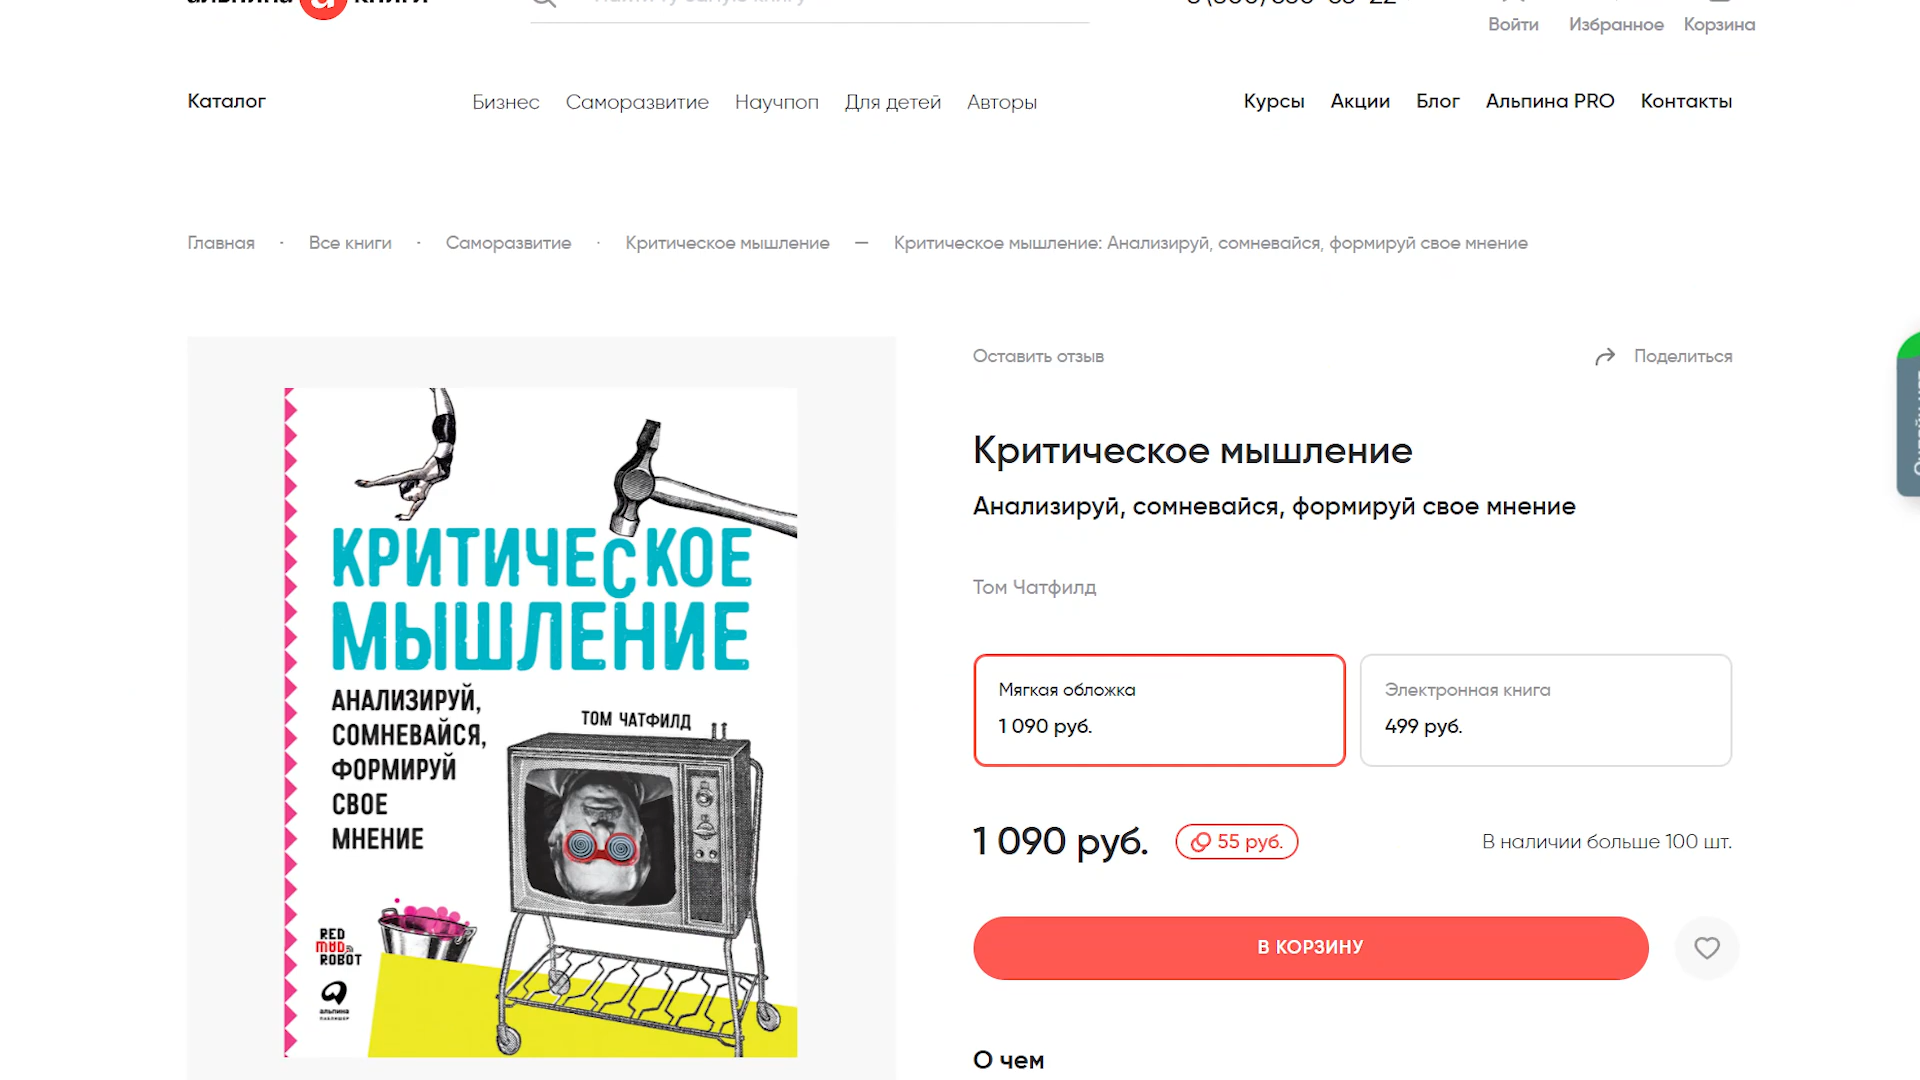 Войти Избранное Корзина
Каталог Бизнес Саморазвитие Научпоп Для детей Авторы Курсы Акции Блог Альпина PRO Контакты
Главная · Все книги · Саморазвитие · Критическое мышление — Критическое мышление: Анализируй, сомневайся, формируй свое мнение
КРИТИЧЕСКОЕ
МЫШЛЕНИЕ
АНАЛИЗИРУЙ,
СОМНЕВАЙСЯ,
ФОРМИРУЙ
СВОЕ
МНЕНИЕ
ТОМ ЧАТФИЛД
RED
MAD
ROBOT
альпина
ПАБЛИШЕР
Оставить отзыв Поделиться
Критическое мышление
Анализируй, сомневайся, формируй свое мнение
Том Чатфилд
Мягкая обложка
1 090 руб.
Электронная книга
499 руб.
1 090 руб. 55 руб. В наличии больше 100 шт.
В КОРЗИНУ
О чем